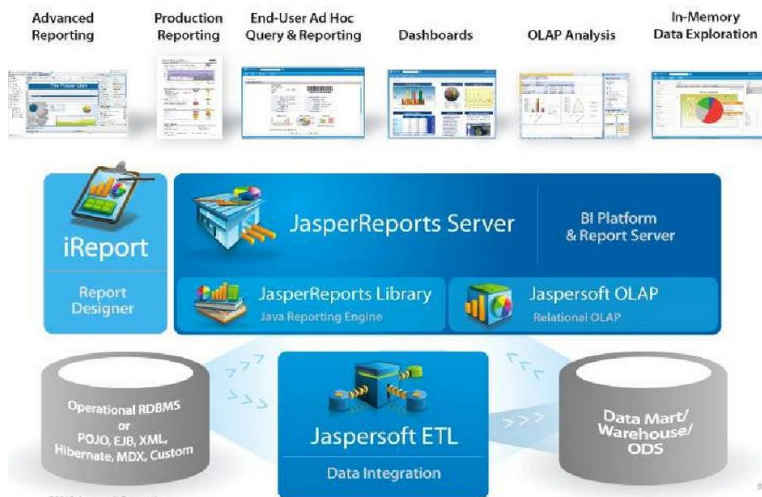 Advanced
Reporting
Production
Reporting
End-User Ad Hoc
Query & Reporting
Dashboards
OLAP Analysis
In-Memory
Data Exploration
iReport
Report
Designer
JasperReports Server
BI Platform
& Report Server
JasperReports Library
Java Reporting Engine
Jaspersoft OLAP
Relational OLAP
Operational RDBMS
or
POJO, EJB, XML,
Hibernate, MDX, Custom
Jaspersoft ETL
Data Integration
Data Mart/
Warehouse/
ODS
8